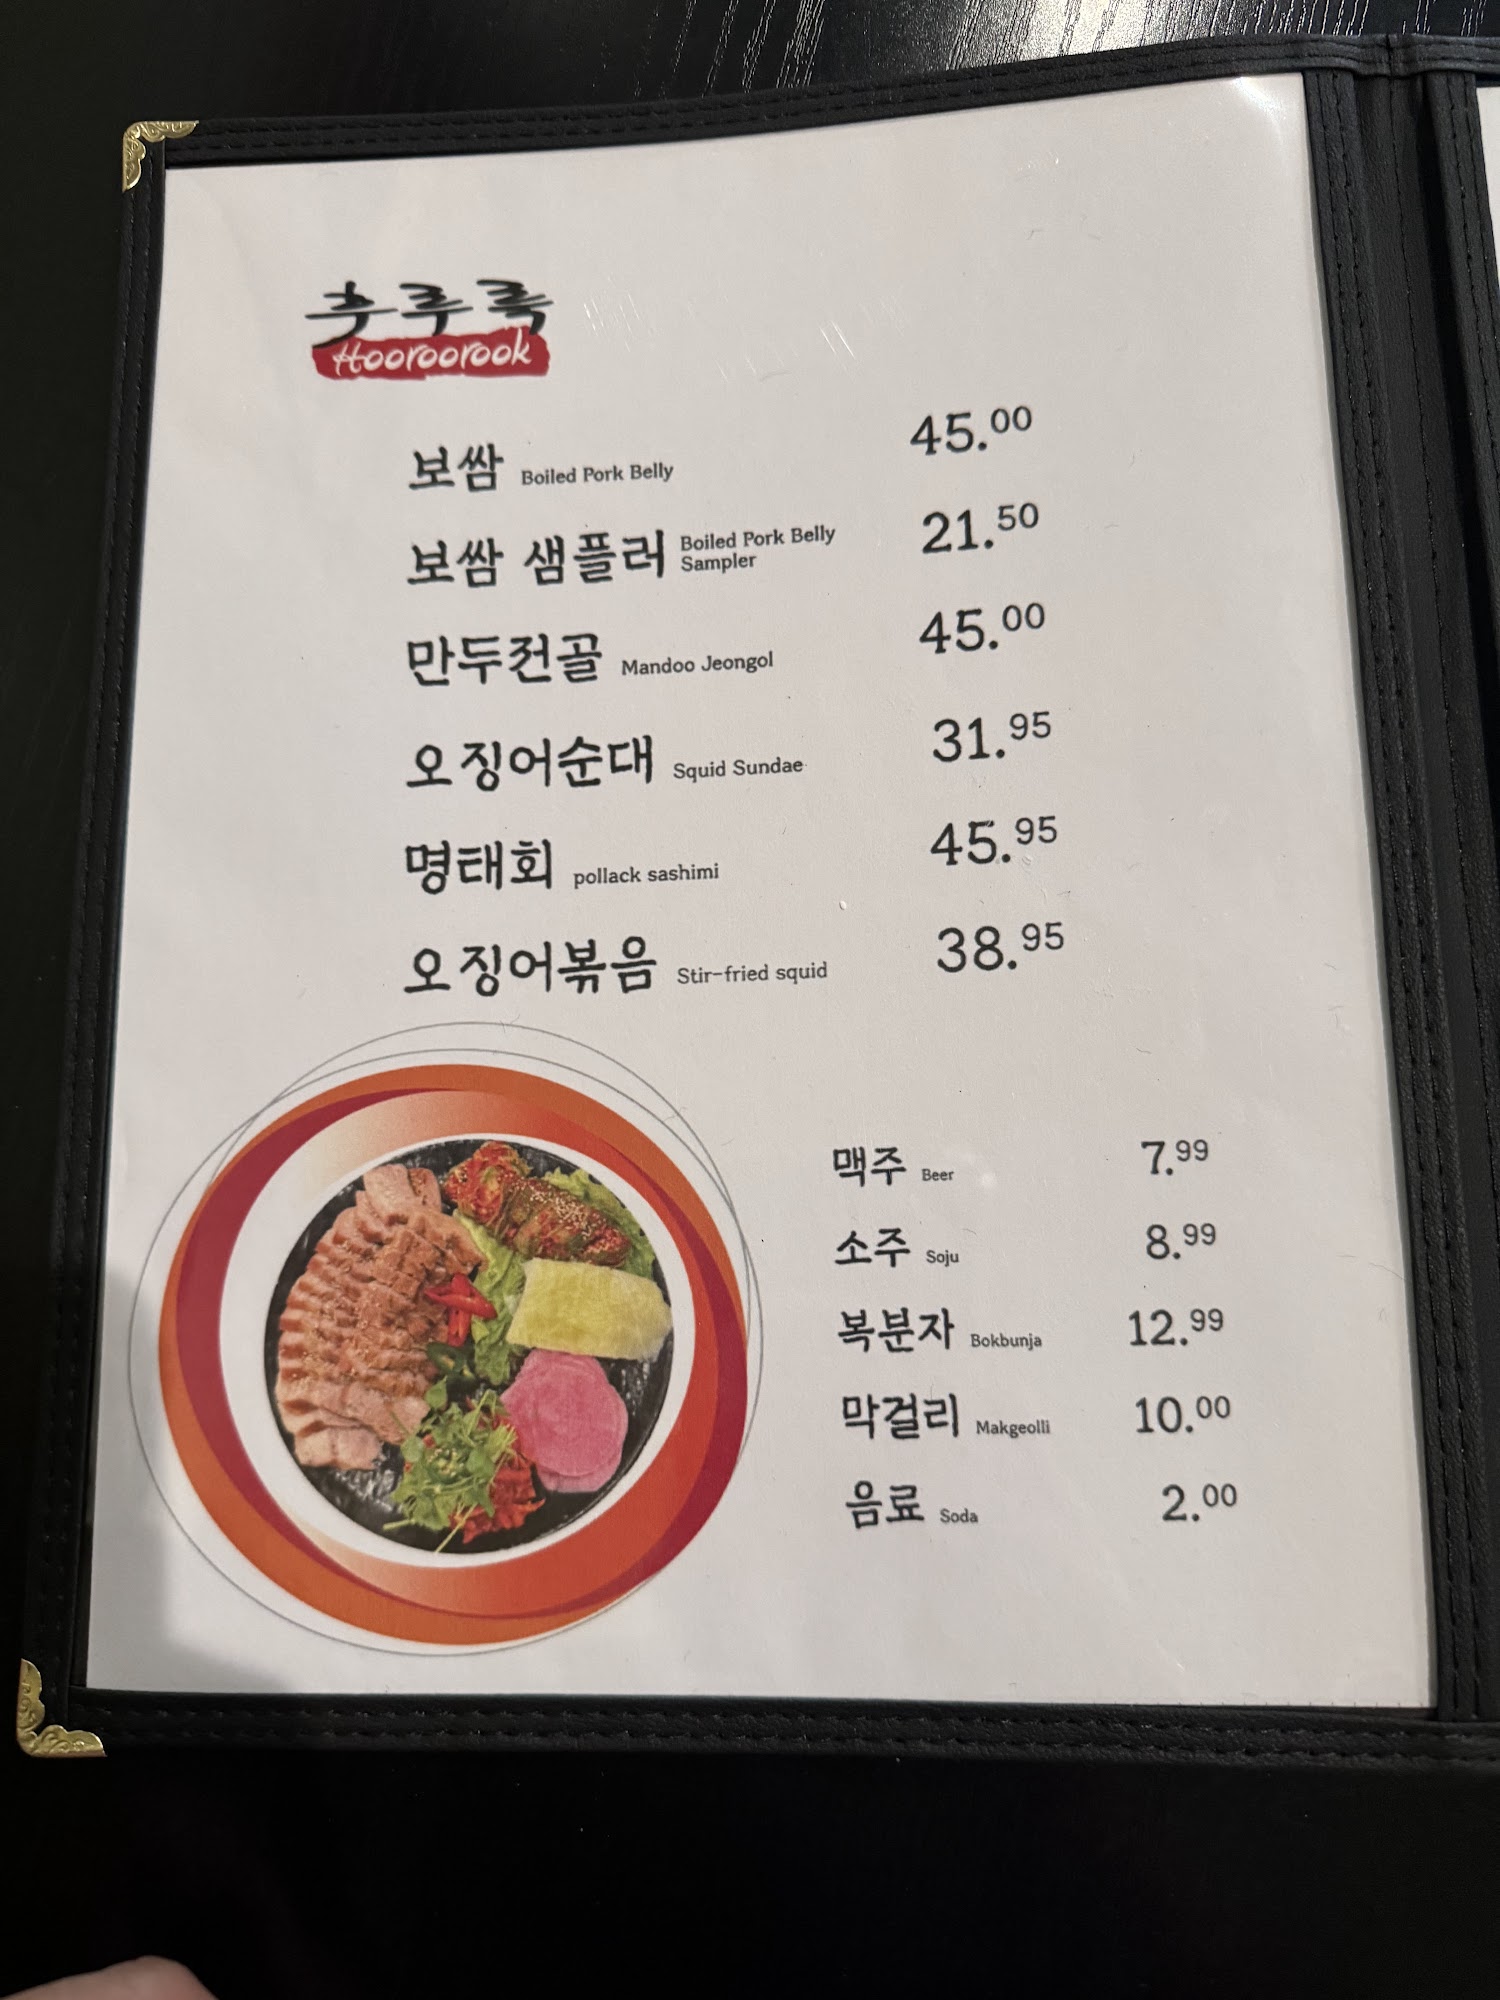 후루룩
Hooroorook
보쌈 Boiled Pork Belly 45.00
보쌈 샘플러 Boiled Pork Belly Sampler 21.50
만두전골 Mandoo Jeongol 45.00
오징어순대 Squid Sundae 31.95
명태회 pollack sashimi 45.95
오징어볶음 Stir-fried squid 38.95
맥주 Beer 7.99
소주 Soju 8.99
복분자 Bokbunja 12.99
막걸리 Makgeolli 10.00
음료 Soda 2.00